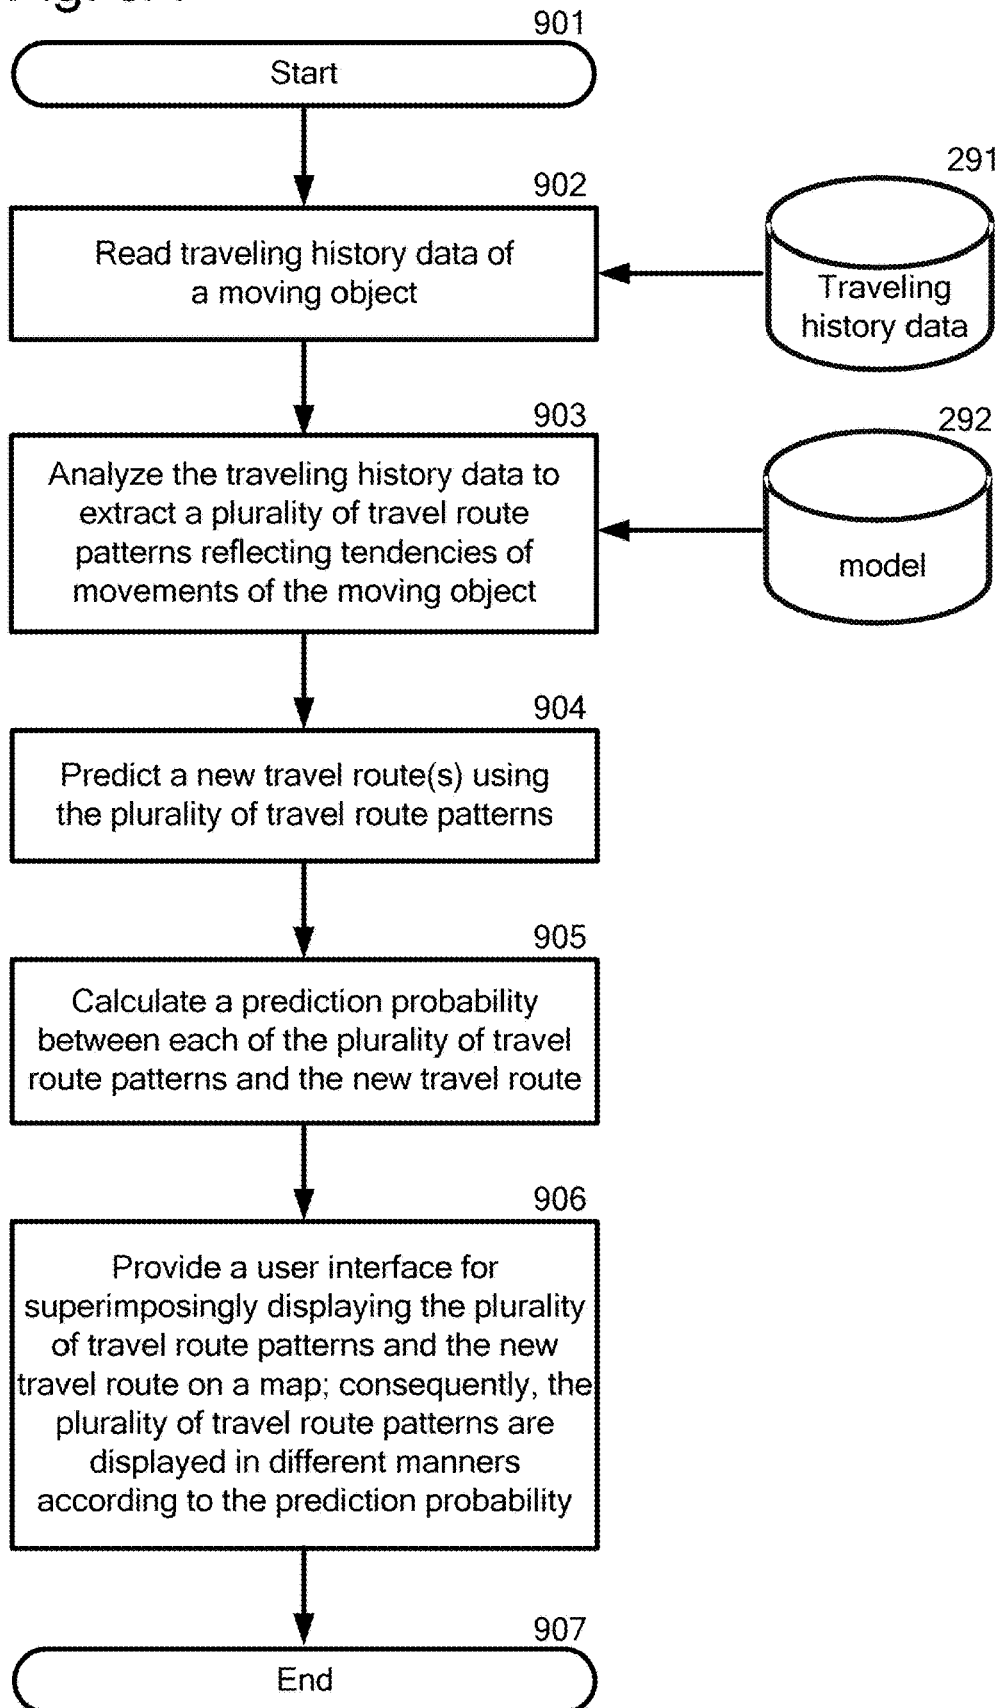 901
Start
902
291
Read traveling history data of
a moving object
Traveling
history data
903
292
Analyze the traveling history data to
extract a plurality of travel route
patterns reflecting tendencies of
movements of the moving object
model
904
Predict a new travel route(s) using
the plurality of travel route patterns
905
Calculate a prediction probability
between each of the plurality of travel
route patterns and the new travel route
906
Provide a user interface for
superimposingly displaying the plurality
of travel route patterns and the new
travel route on a map; consequently, the
plurality of travel route patterns are
displayed in different manners
according to the prediction probability
907
End